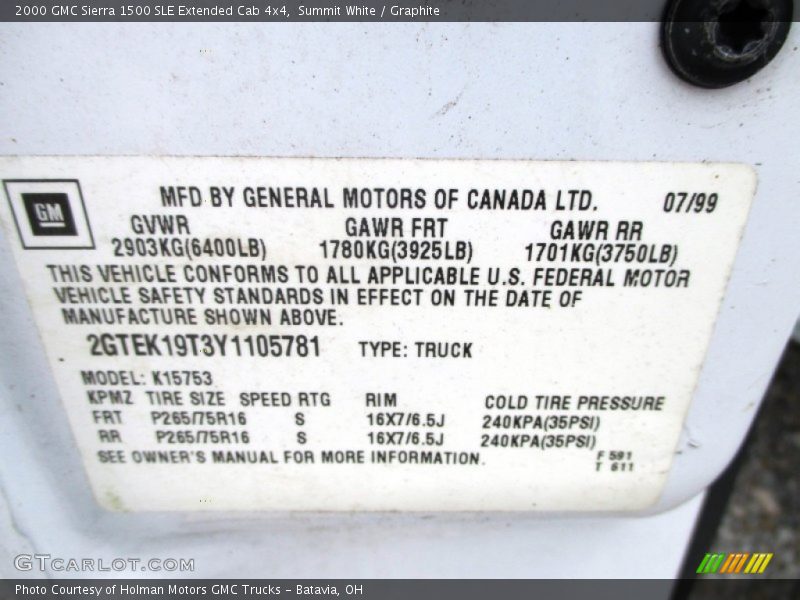 2000 GMC Sierra 1500 SLE Extended Cab 4x4, Summit White / Graphite
GM
MFD BY GENERAL MOTORS OF CANADA LTD. 07/99
GVWR GAWR FRT GAWR RR
2903KG(6400LB) 1780KG(3925LB) 1701KG(3750LB)
THIS VEHICLE CONFORMS TO ALL APPLICABLE U.S. FEDERAL MOTOR
VEHICLE SAFETY STANDARDS IN EFFECT ON THE DATE OF
MANUFACTURE SHOWN ABOVE.
2GTEK19T3Y1105781 TYPE: TRUCK
MODEL: K15753
KPMZ TIRE SIZE SPEED RTG RIM COLD TIRE PRESSURE
FRT P265/75R16 S 16X7/6.5J 240KPA(35PSI)
RR P265/75R16 S 16X7/6.5J 240KPA(35PSI)
SEE OWNER'S MANUAL FOR MORE INFORMATION. F 591
T 611
GTCARLOT.COM
Photo Courtesy of Holman Motors GMC Trucks – Batavia, OH